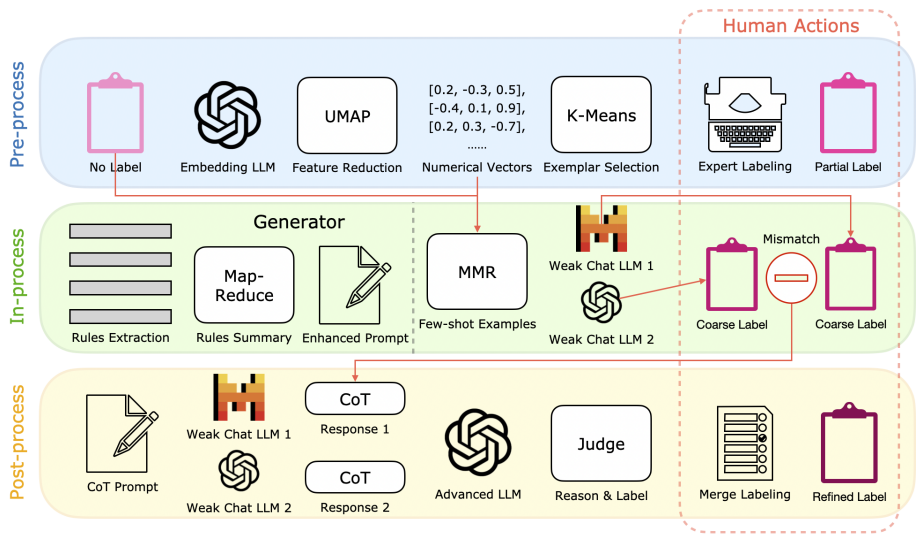 Human Actions
Pre-process
No Label
Embedding LLM
UMAP
Feature Reduction
[0.2, -0.3, 0.5],
[-0.4, 0.1, 0.9],
[0.2, 0.3, -0.7],
......
Numerical Vectors
K-Means
Exemplar Selection
Expert Labeling
Partial Label
In-process
Generator
Rules Extraction
Map-
Reduce
Rules Summary
Enhanced Prompt
MMR
Few-shot Examples
Weak Chat LLM 1
Weak Chat LLM 2
Coarse Label
Mismatch
Coarse Label
Post-process
CoT Prompt
Weak Chat LLM 1
Weak Chat LLM 2
CoT
Response 1
CoT
Response 2
Advanced LLM
Judge
Reason & Label
Merge Labeling
Refined Label